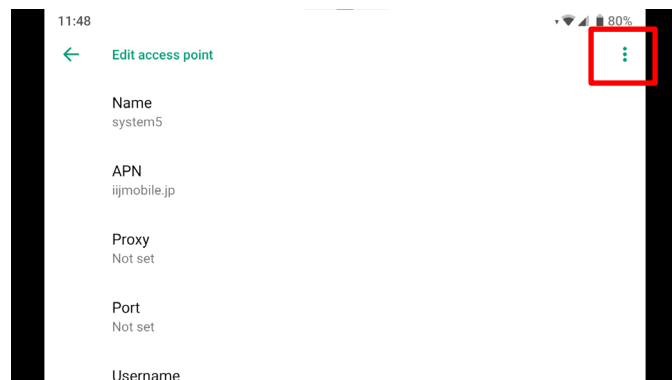 11:48 80%
Edit access point
Name
system5
APN
iijmobile.jp
Proxy
Not set
Port
Not set
Username